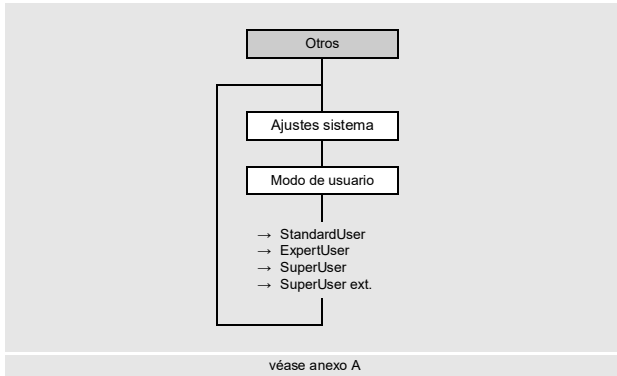 Otros
Ajustes sistema
Modo de usuario
→ StandardUser
→ ExpertUser
→ SuperUser
→ SuperUser ext.
véase anexo A